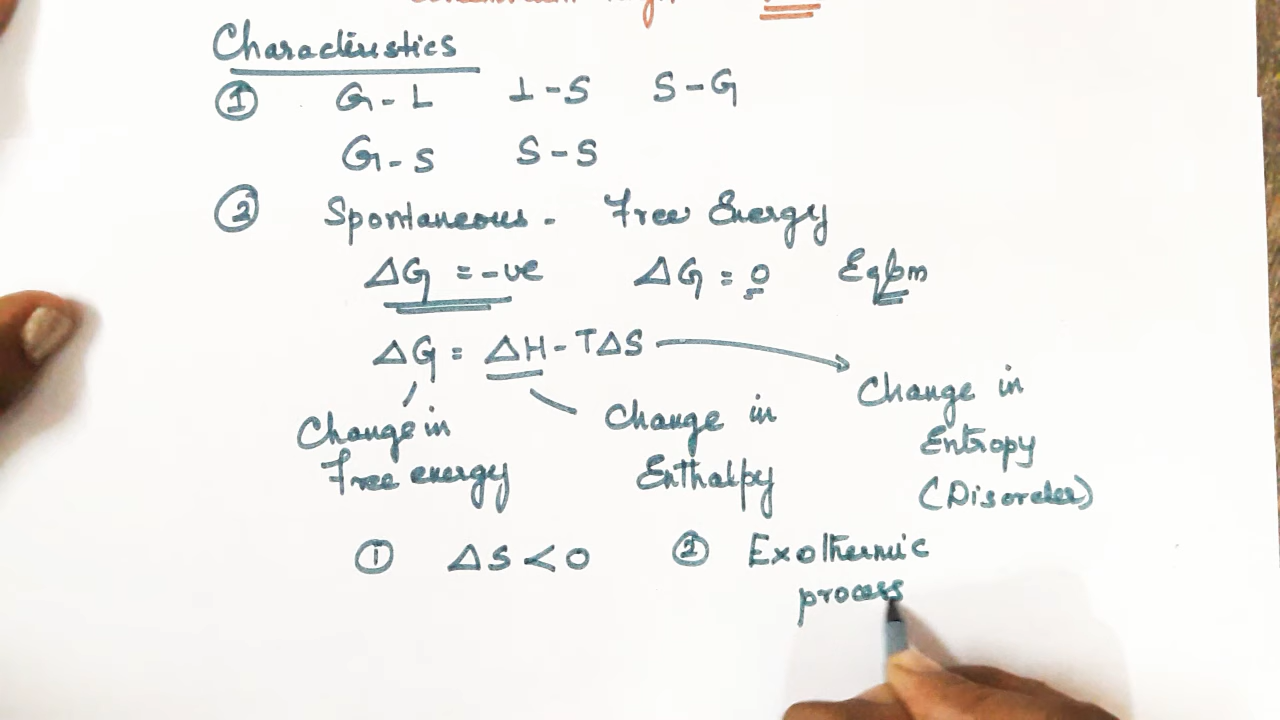 Characteristics
① G-L L-S S-G
G-S S-S
② Spontaneous - Free Energy
ΔG = -ve ΔG = 0 Eqbm
ΔG = ΔH - TΔS
Change in Free energy
Change in Enthalpy
Change in Entropy (Disorder)
① ΔS < 0 ② Exothermic
process